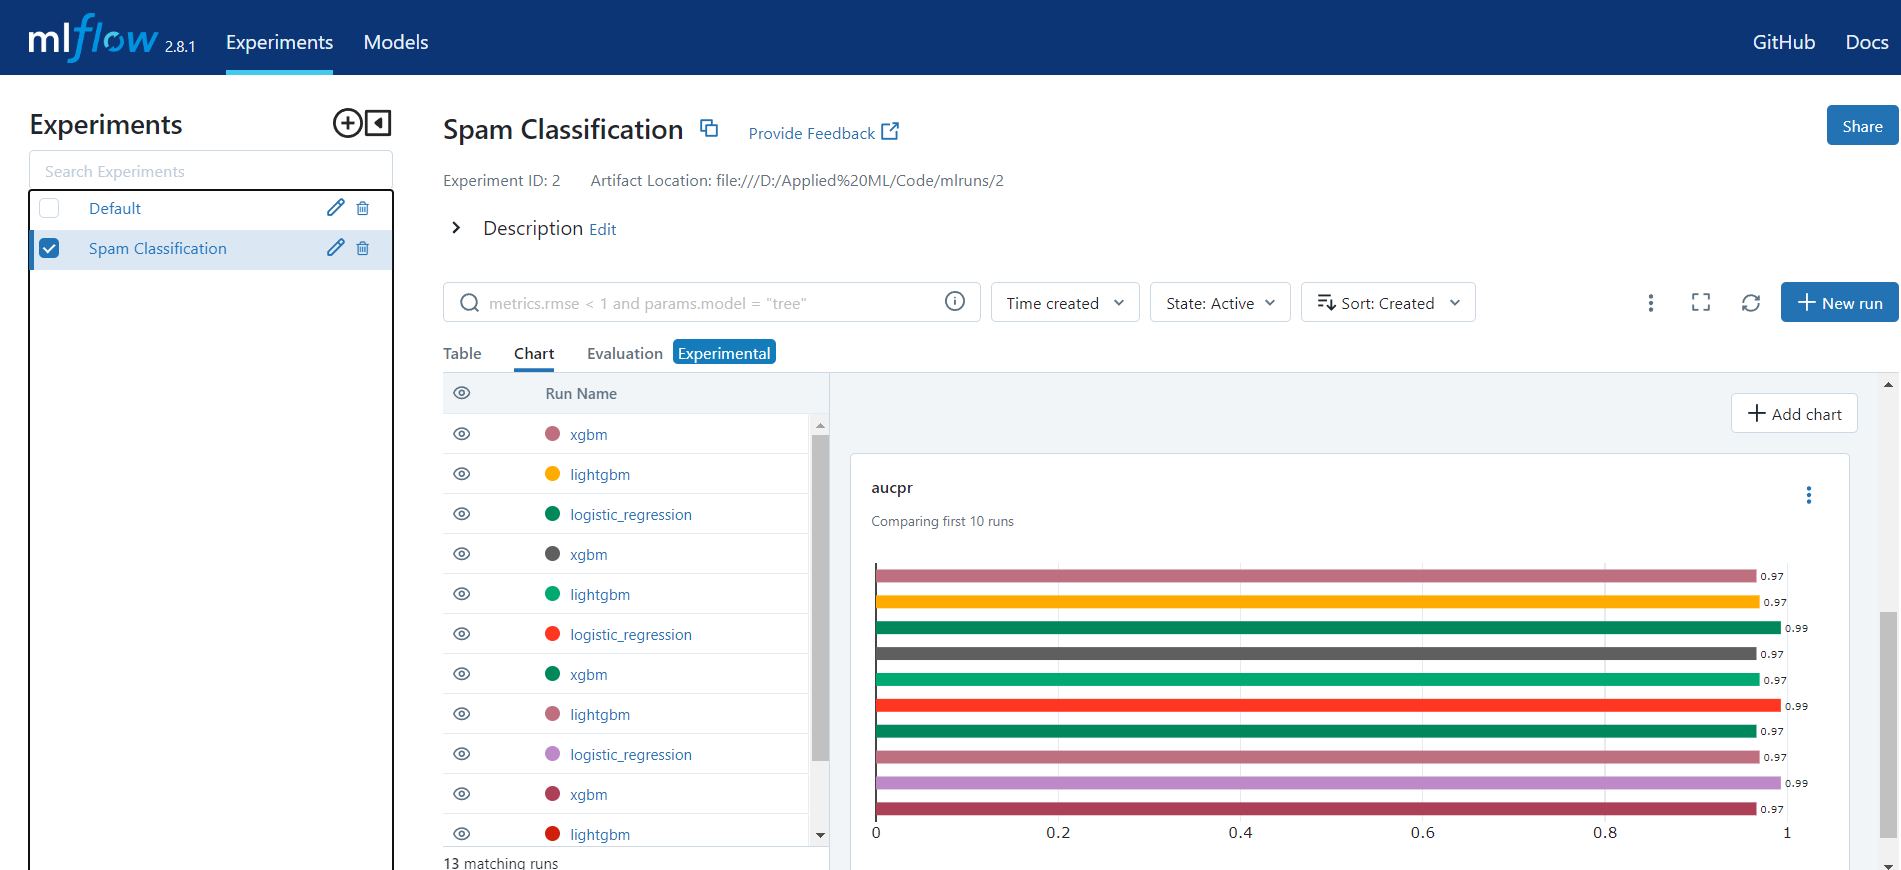 mlflow 2.8.1 Experiments Models GitHub Docs
Experiments
Search Experiments
Default
Spam Classification
Spam Classification Provide Feedback Share
Experiment ID: 2 Artifact Location: file:///D:/Applied%20ML/Code/mlruns/2
Description Edit
metrics.rmse < 1 and params.model = "tree" Time created State: Active Sort: Created New run
Table Chart Evaluation Experimental
Run Name
xgbm
lightgbm
logistic_regression
xgbm
lightgbm
logistic_regression
xgbm
lightgbm
logistic_regression
xgbm
lightgbm
13 matching runs
Add chart
aucpr
Comparing first 10 runs
0.97
0.97
0.99
0.97
0.97
0.99
0.97
0.97
0.99
0.97
0 0.2 0.4 0.6 0.8 1